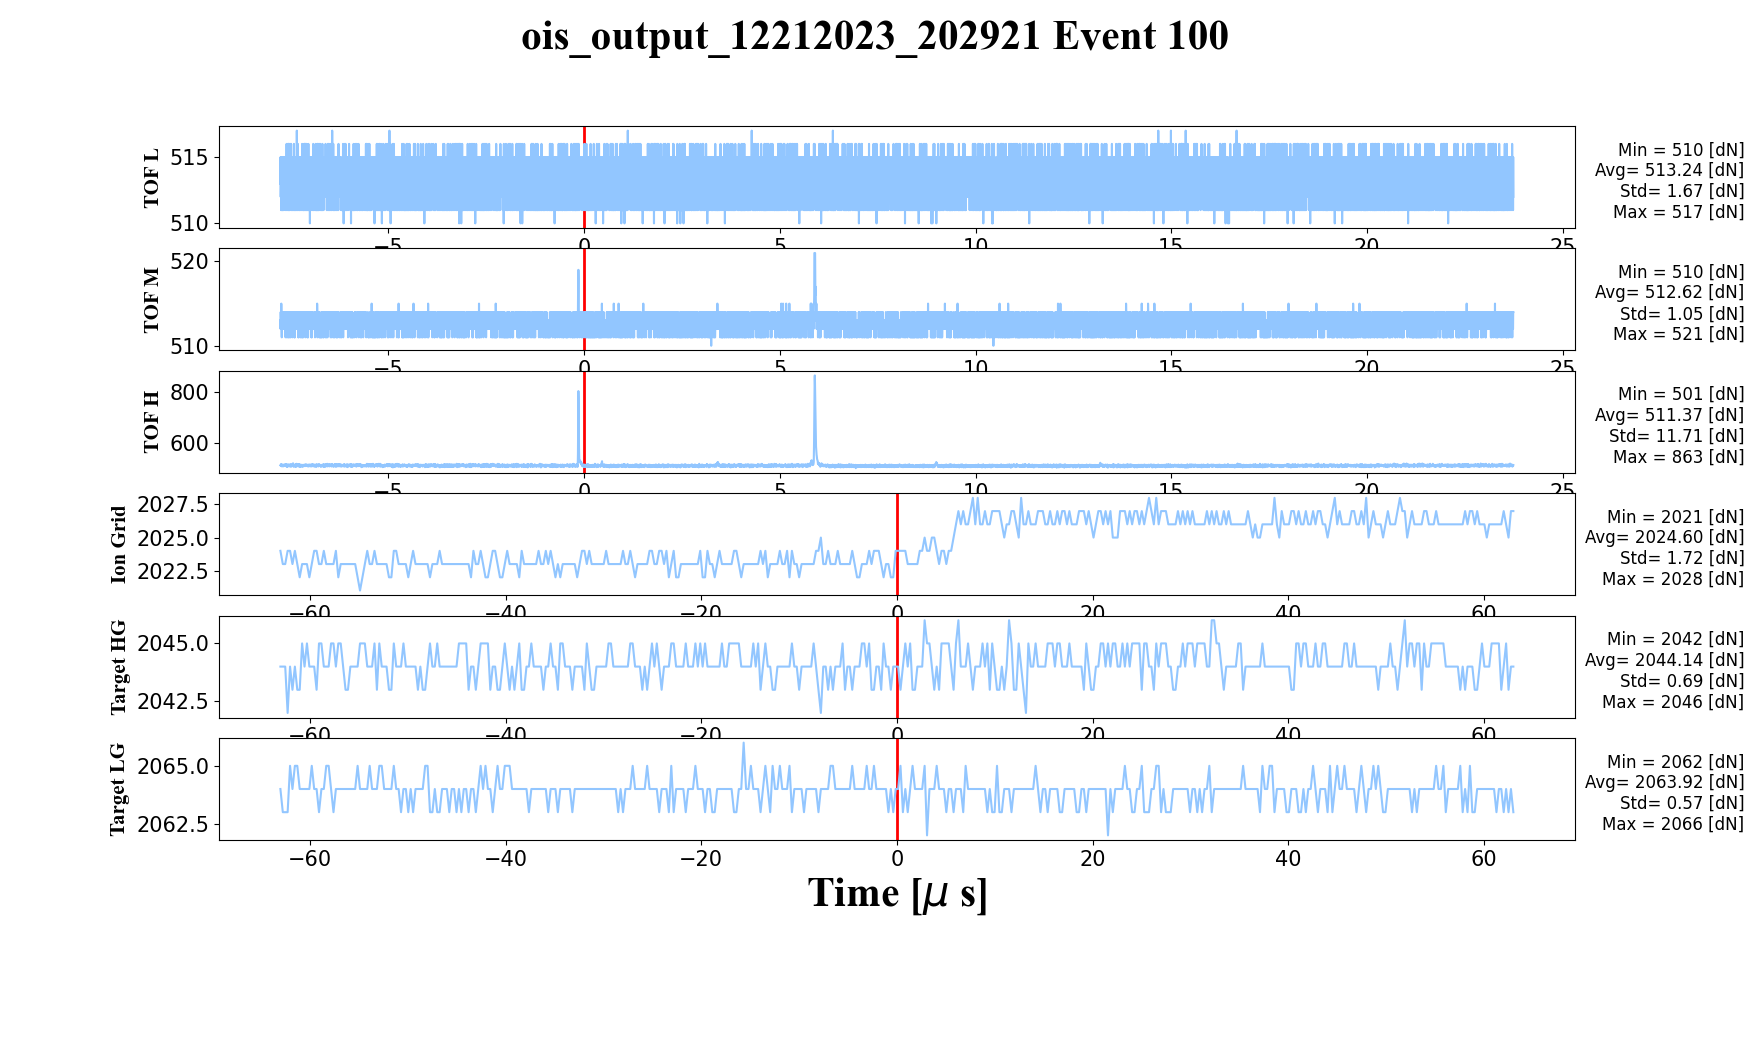 ois_output_12212023_202921 Event 100
TOF L
515
510
−5
0
5
10
15
20
25
Min = 510 [dN]
Avg= 513.24 [dN]
Std= 1.67 [dN]
Max = 517 [dN]
TOF M
520
510
−5
0
5
10
15
20
25
Min = 510 [dN]
Avg= 512.62 [dN]
Std= 1.05 [dN]
Max = 521 [dN]
TOF H
800
600
−5
0
5
10
15
20
25
Min = 501 [dN]
Avg= 511.37 [dN]
Std= 11.71 [dN]
Max = 863 [dN]
Ion Grid
2027.5
2025.0
2022.5
−60
−40
−20
0
20
40
60
Min = 2021 [dN]
Avg= 2024.60 [dN]
Std= 1.72 [dN]
Max = 2028 [dN]
Target HG
2045.0
2042.5
−60
−40
−20
0
20
40
60
Min = 2042 [dN]
Avg= 2044.14 [dN]
Std= 0.69 [dN]
Max = 2046 [dN]
Target LG
2065.0
2062.5
−60
−40
−20
0
20
40
60
Min = 2062 [dN]
Avg= 2063.92 [dN]
Std= 0.57 [dN]
Max = 2066 [dN]
Time [μ s]